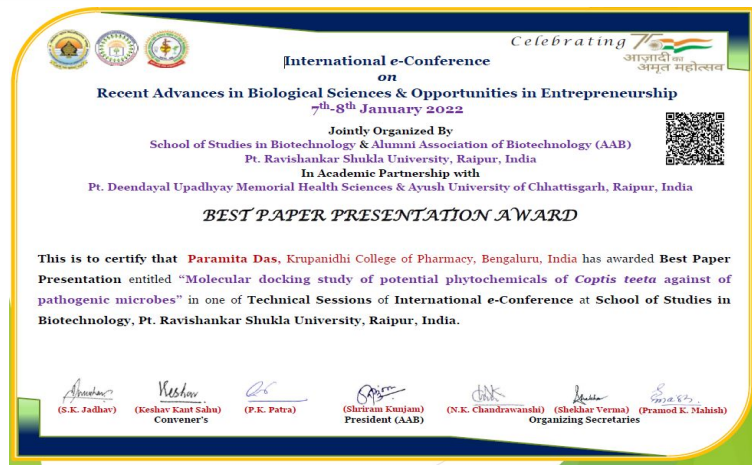 Celebrating 75
आज़ादी का
अमृत महोत्सव
International e-Conference
on
Recent Advances in Biological Sciences & Opportunities in Entrepreneurship
7th-8th January 2022
Jointly Organized By
School of Studies in Biotechnology & Alumni Association of Biotechnology (AAB)
Pt. Ravishankar Shukla University, Raipur, India
In Academic Partnership with
Pt. Deendayal Upadhyay Memorial Health Sciences & Ayush University of Chhattisgarh, Raipur, India
BEST PAPER PRESENTATION AWARD
This is to certify that Paramita Das, Krupanidhi College of Pharmacy, Bengaluru, India has awarded Best Paper
Presentation entitled “Molecular docking study of potential phytochemicals of Coptis teeta against of
pathogenic microbes” in one of Technical Sessions of International e-Conference at School of Studies in
Biotechnology, Pt. Ravishankar Shukla University, Raipur, India.
(S.K. Jadhav) (Keshav Kant Sahu) (P.K. Patra) (Shriram Kunjam) (N.K. Chandrawanshi) (Shekhar Verma) (Pramod K. Mahish)
Convener's President (AAB) Organizing Secretaries